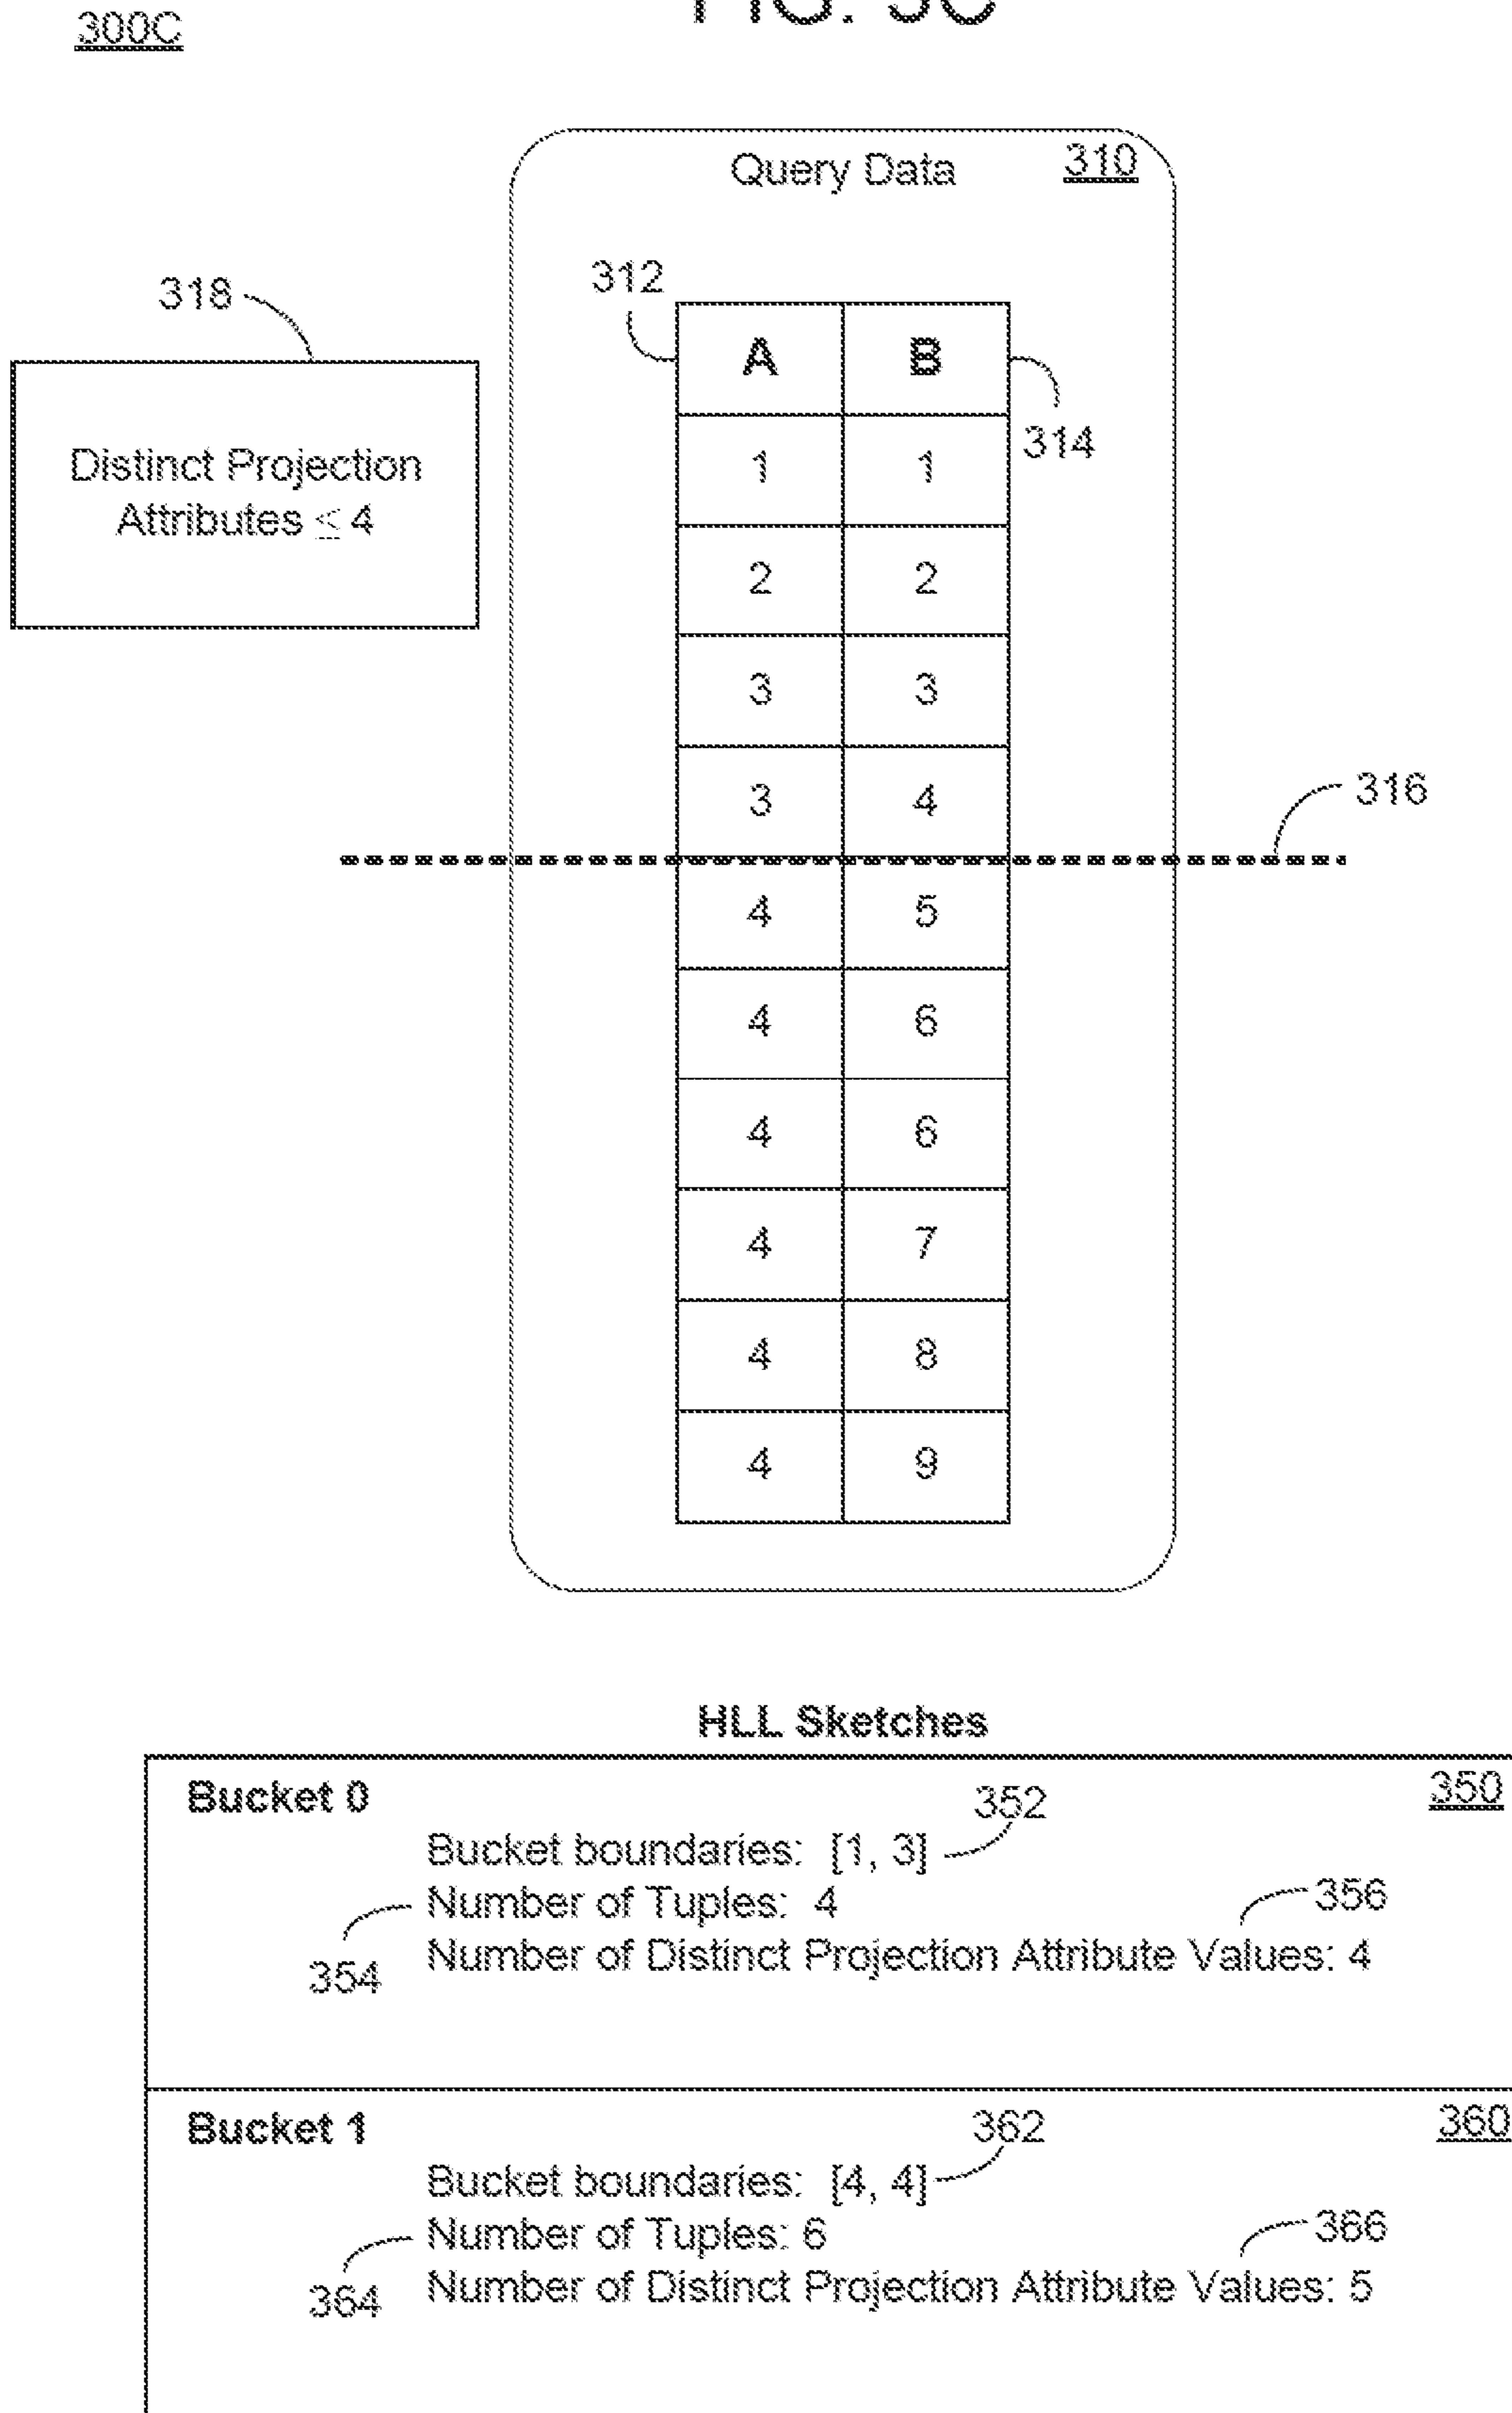 300C
FIG. 3C
Query Data
310
318
312
Distinct Projection
Attributes ≤ 4
A B
314
1 1
2 2
3 3
3 4
316
4 5
4 6
4 6
4 7
4 8
4 9
HLL Sketches
Bucket 0
350
352
Bucket boundaries: [1, 3]
Number of Tuples: 4
356
354
Number of Distinct Projection Attribute Values: 4
Bucket 1
360
362
Bucket boundaries: [4, 4]
Number of Tuples: 6
366
364
Number of Distinct Projection Attribute Values: 5